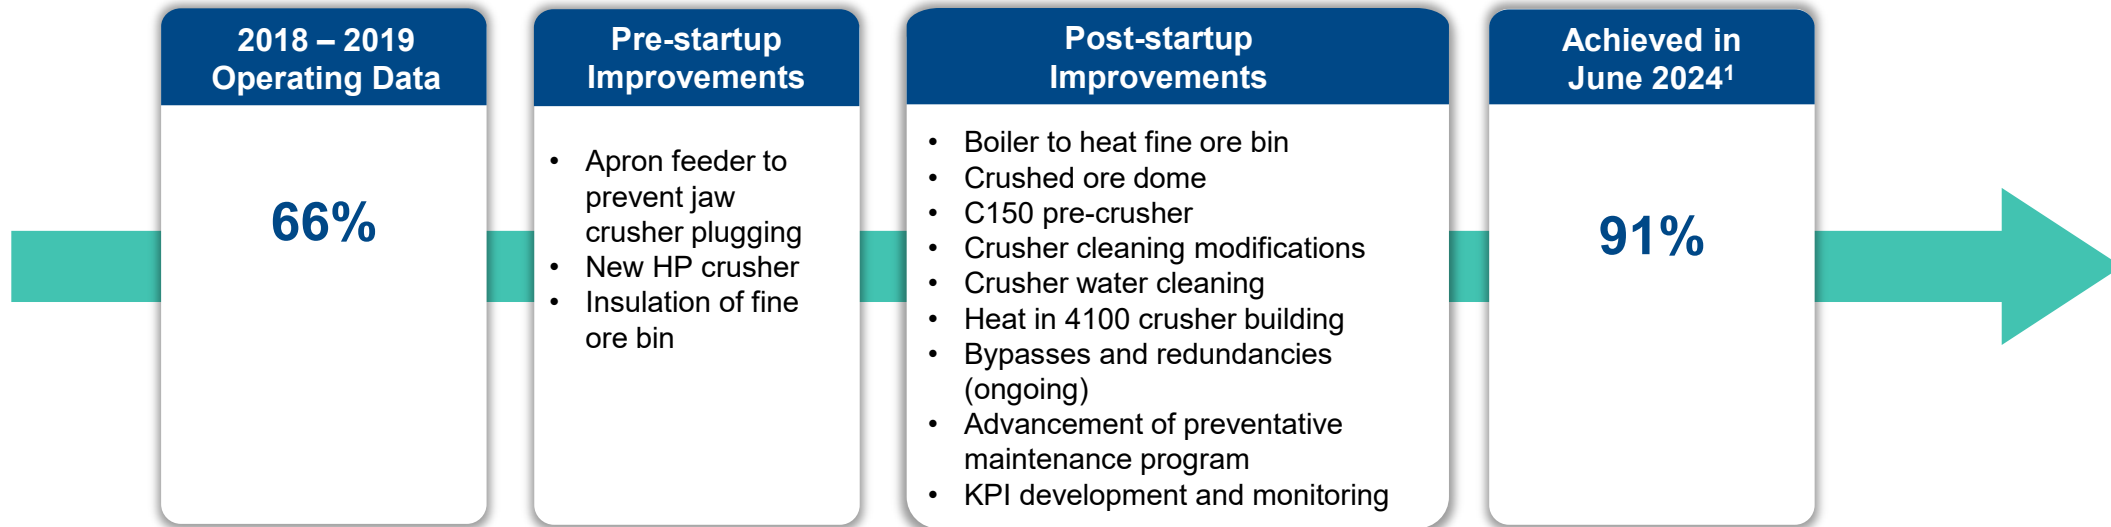 2018 – 2019
Operating Data
66%
Pre-startup
Improvements
• Apron feeder to
prevent jaw
crusher plugging
• New HP crusher
• Insulation of fine
ore bin
Post-startup
Improvements
• Boiler to heat fine ore bin
• Crushed ore dome
• C150 pre-crusher
• Crusher cleaning modifications
• Crusher water cleaning
• Heat in 4100 crusher building
• Bypasses and redundancies
(ongoing)
• Advancement of preventative
maintenance program
• KPI development and monitoring
Achieved in
June 2024¹
91%